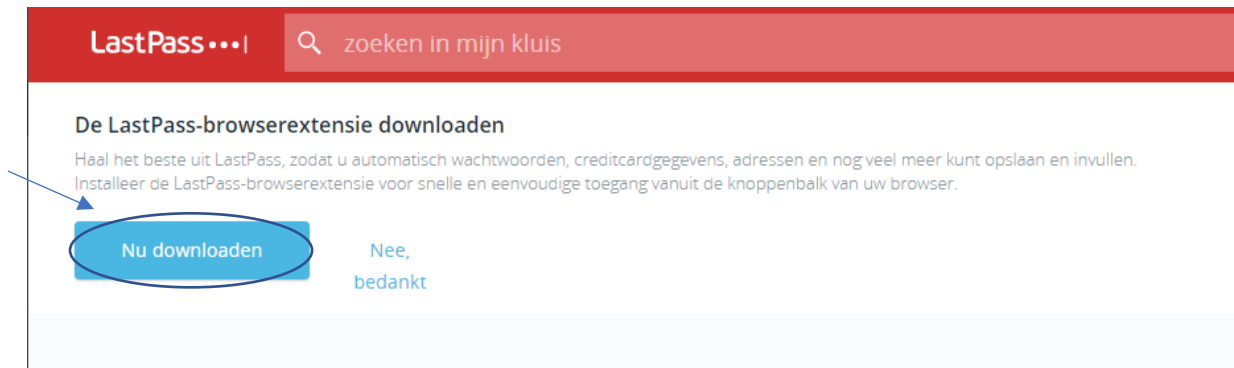 LastPass •••| zoeken in mijn kluis
De LastPass-browserextensie downloaden
Haal het beste uit LastPass, zodat u automatisch wachtwoorden, creditcardgegevens, adressen en nog veel meer kunt opslaan en invullen.
Installeer de LastPass-browserextensie voor snelle en eenvoudige toegang vanuit de knoppenbalk van uw browser.
Nu downloaden
Nee,
bedankt